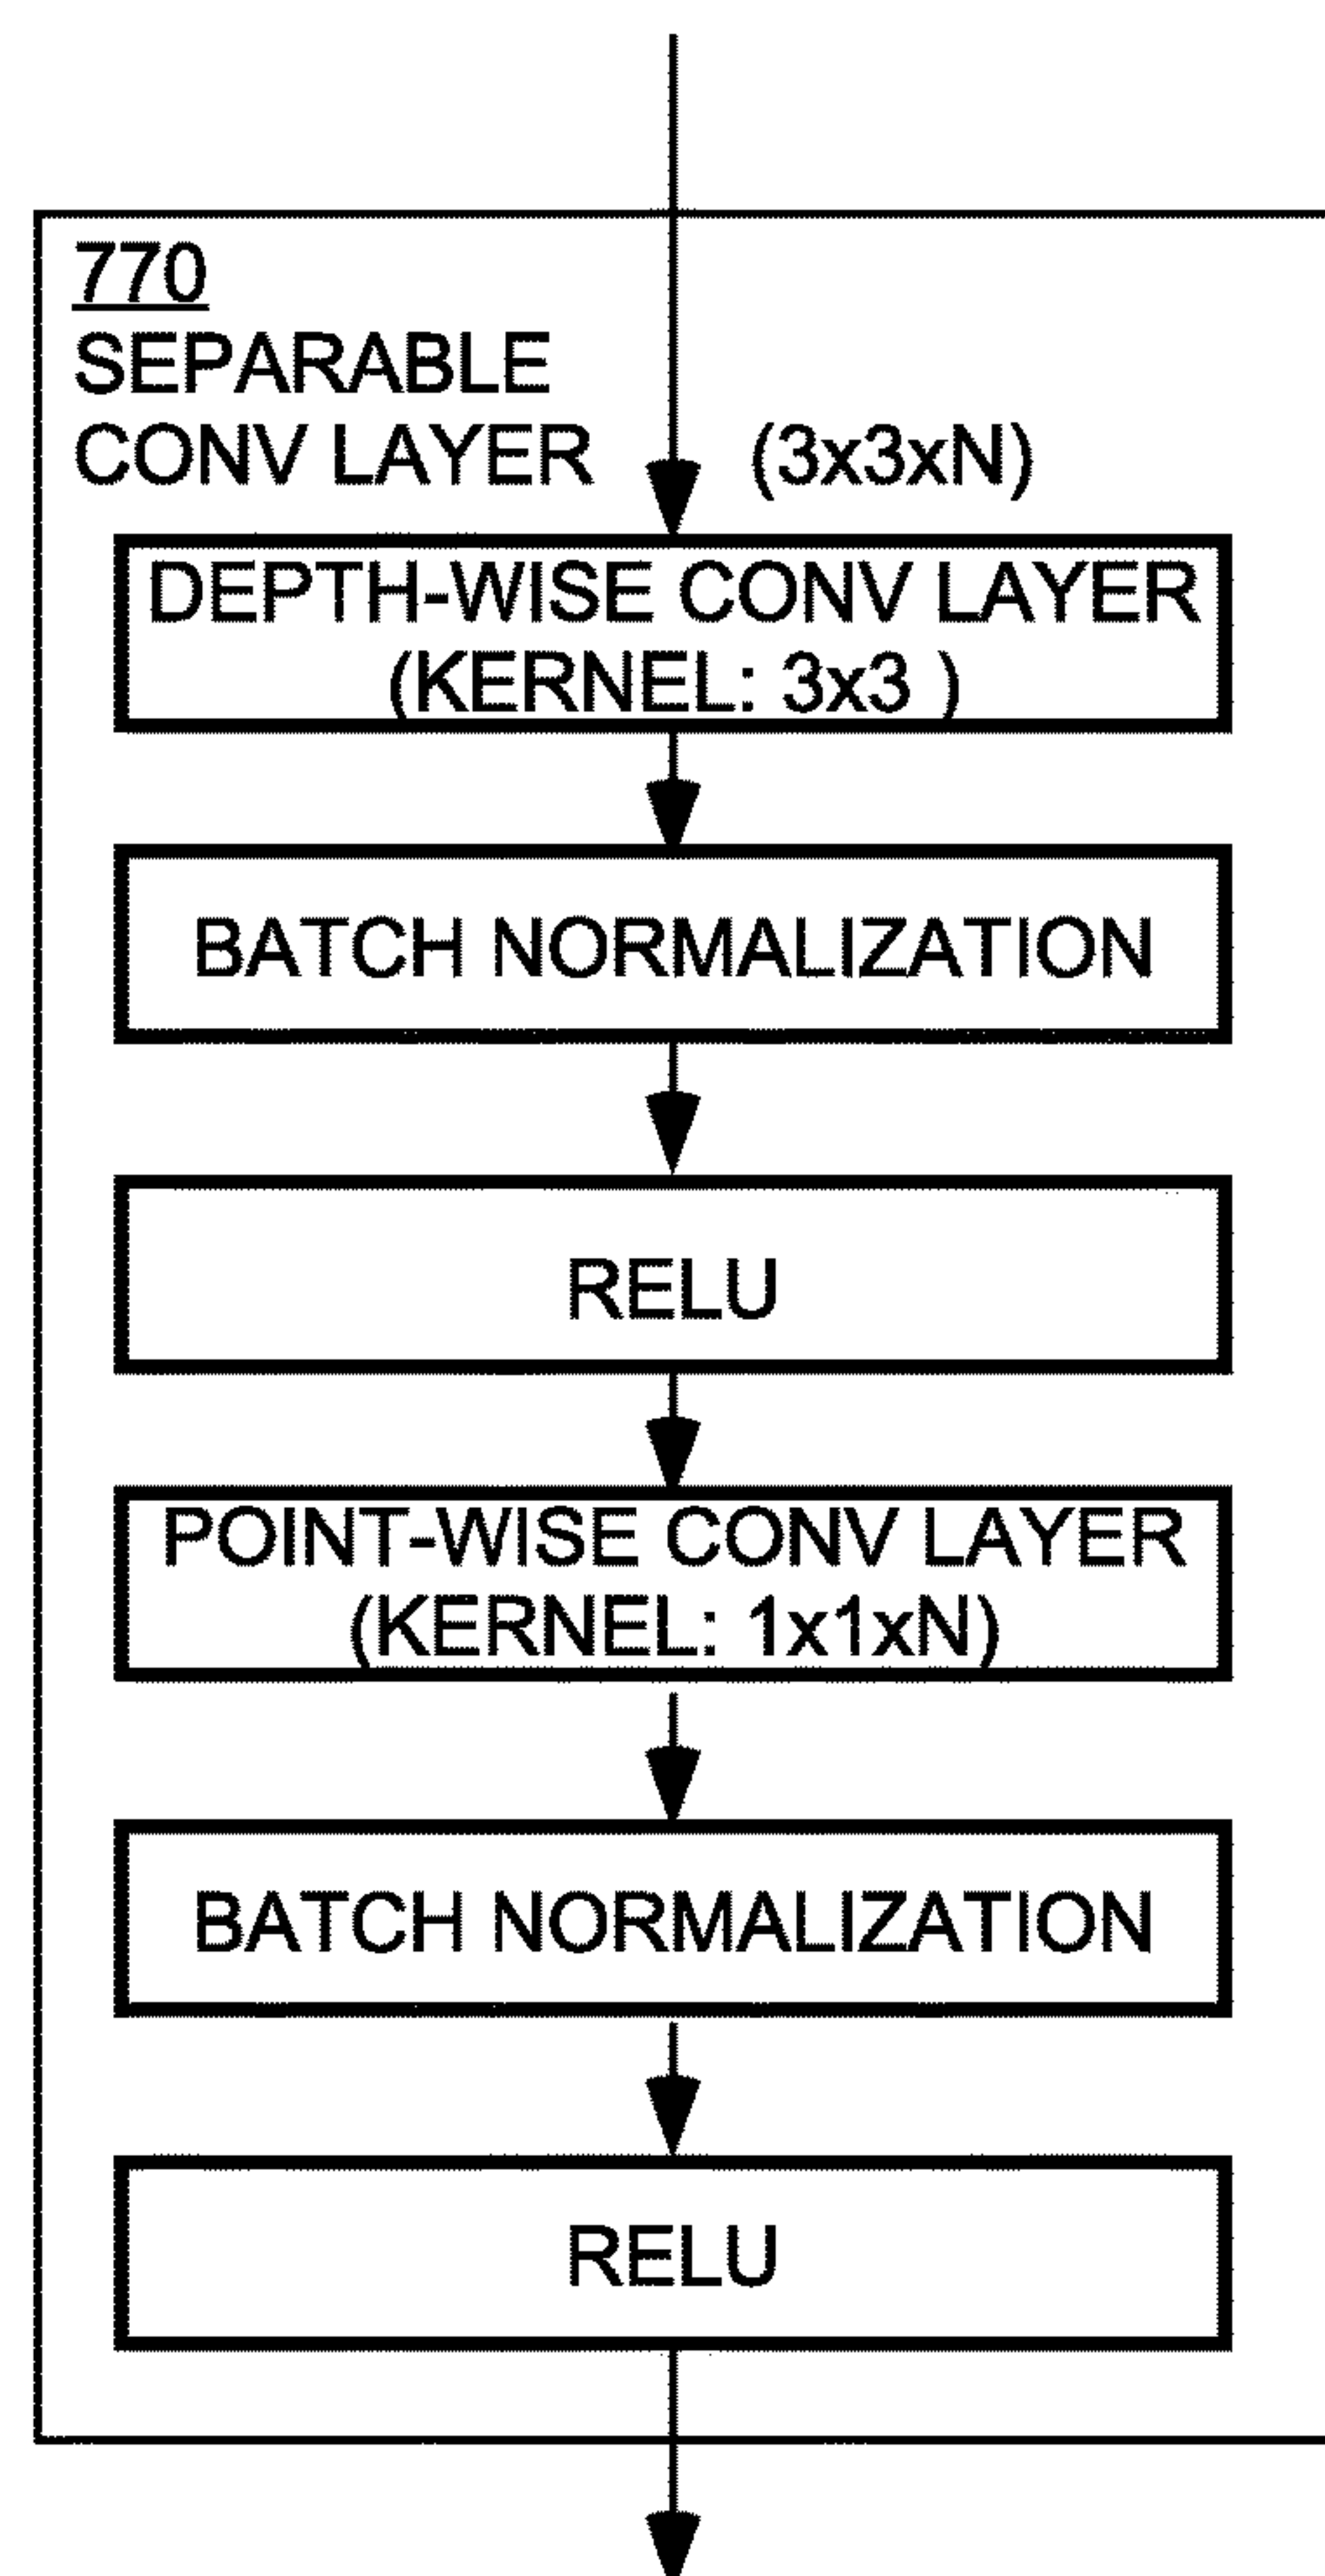 770
SEPARABLE
CONV LAYER (3x3xN)
DEPTH-WISE CONV LAYER
(KERNEL: 3x3 )
BATCH NORMALIZATION
RELU
POINT-WISE CONV LAYER
(KERNEL: 1x1xN)
BATCH NORMALIZATION
RELU